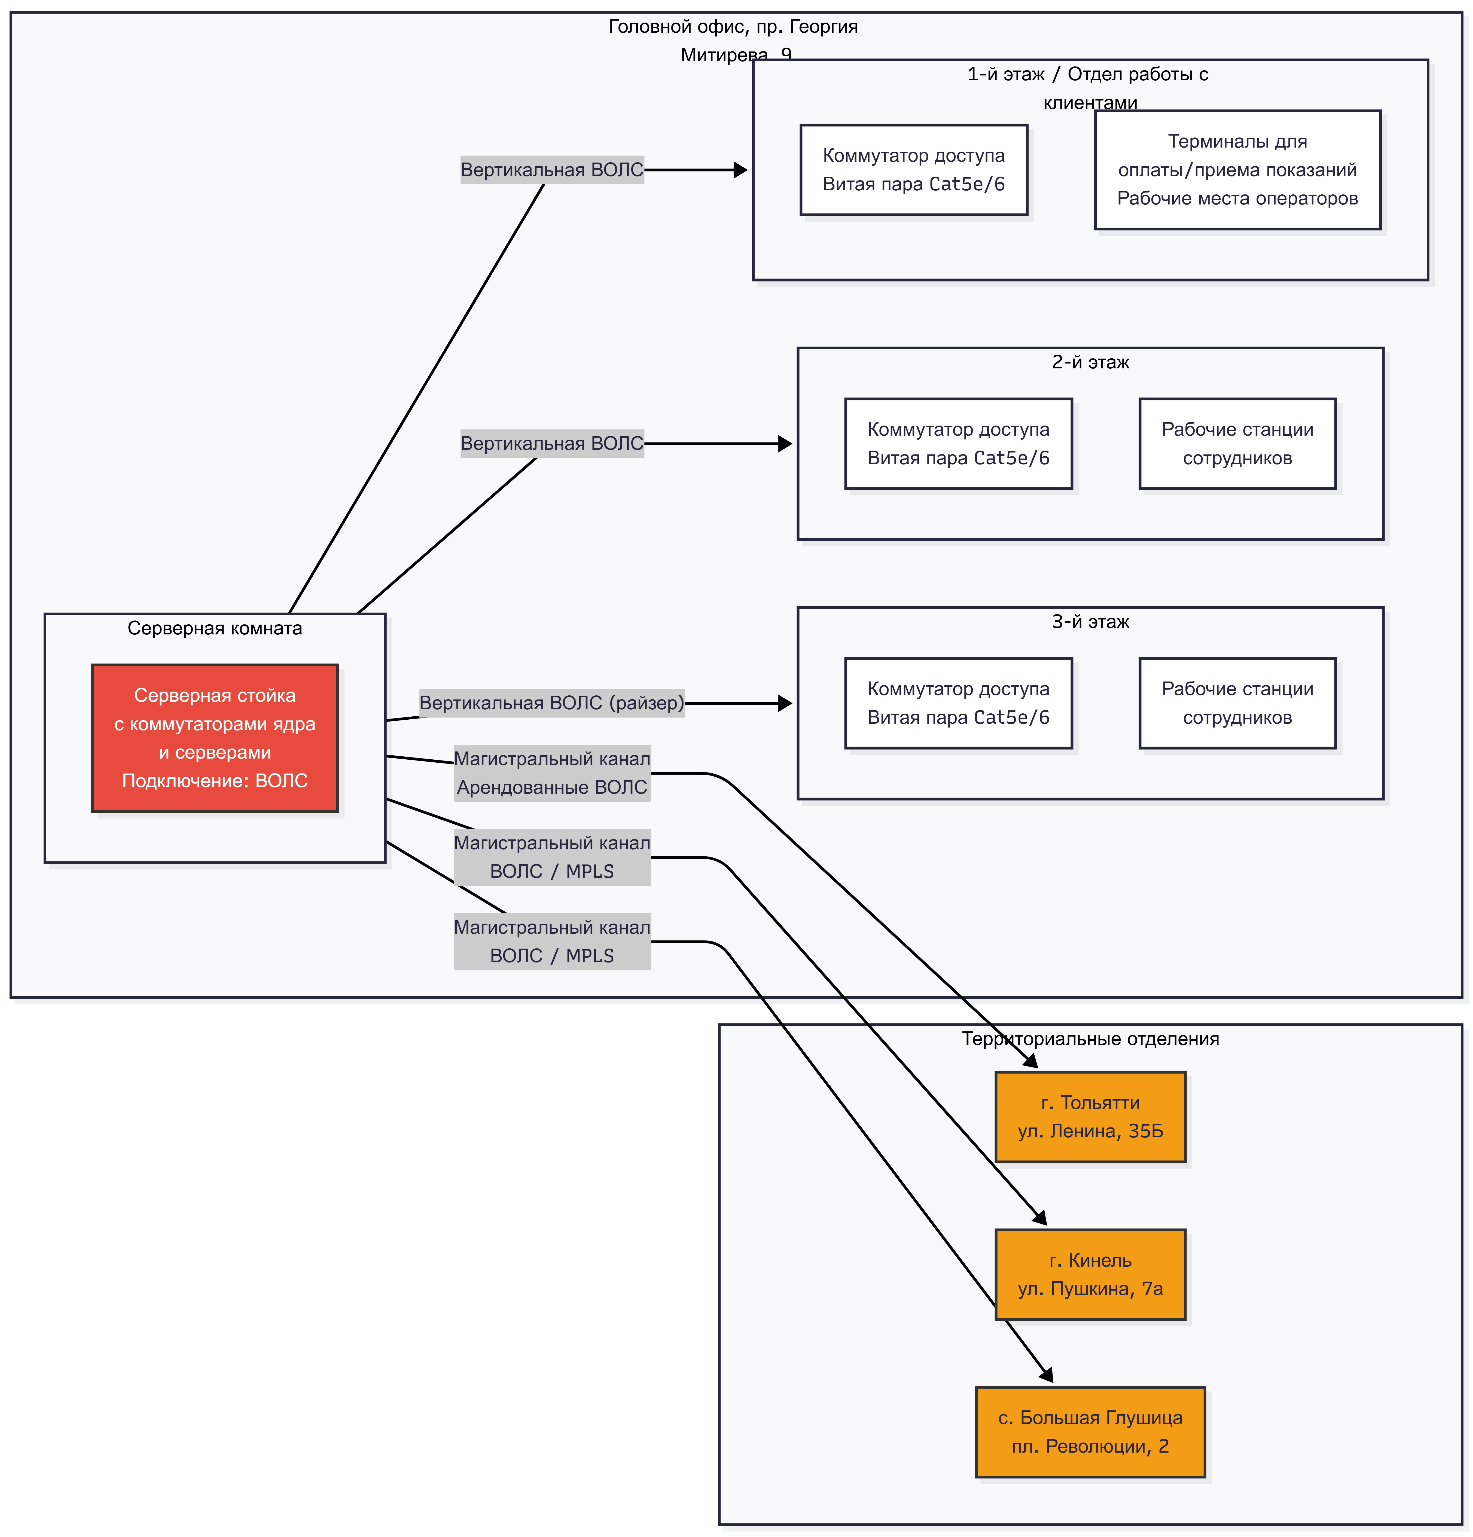 Головной офис, пр. Георгия
Митирева, 9
1-й этаж / Отдел работы с
клиентами
Коммутатор доступа
Витая пара Cat5e/6
Терминалы для
оплаты/приема показаний
Рабочие места операторов
Вертикальная ВОЛС
2-й этаж
Коммутатор доступа
Витая пара Cat5e/6
Рабочие станции
сотрудников
Вертикальная ВОЛС
Серверная комната
Серверная стойка
с коммутаторами ядра
и серверами
Подключение: ВОЛС
3-й этаж
Коммутатор доступа
Витая пара Cat5e/6
Рабочие станции
сотрудников
Вертикальная ВОЛС (райзер)
Магистральный канал
Арендованные ВОЛС
Магистральный канал
ВОЛС / MPLS
Магистральный канал
ВОЛС / MPLS
Территориальные отделения
г. Тольятти
ул. Ленина, 35Б
г. Кинель
ул. Пушкина, 7а
с. Большая Глушица
пл. Революции, 2